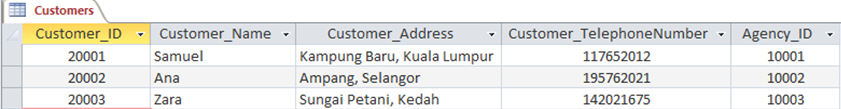 Customers
Customer_ID Customer_Name Customer_Address Customer_TelephoneNumber Agency_ID
20001 Samuel Kampung Baru, Kuala Lumpur 117652012 10001
20002 Ana Ampang, Selangor 195762021 10002
20003 Zara Sungai Petani, Kedah 142021675 10003